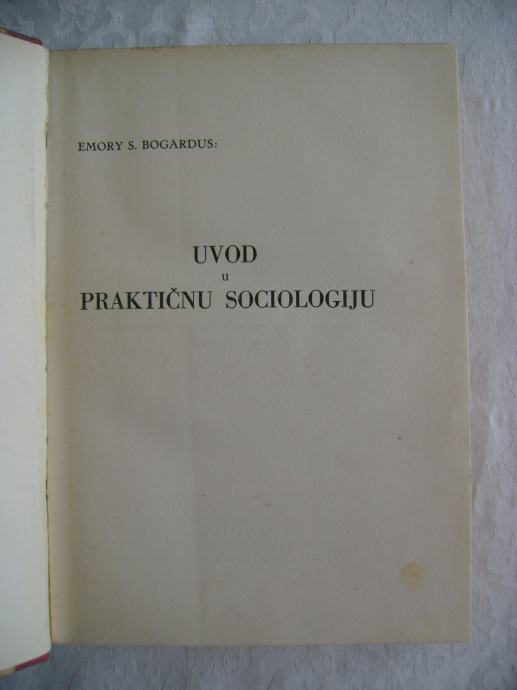 EMORY S. BOGARDUS:
UVOD
u
PRAKTIČNU SOCIOLOGIJU